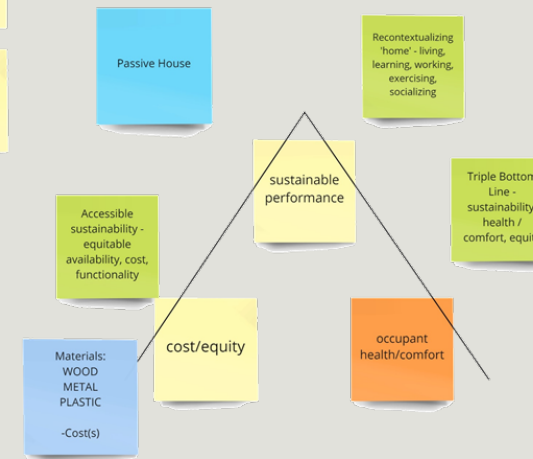 Passive House
Recontextualizing
'home' - living,
learning, working,
exercising,
socializing
sustainable
performance
Triple Bottom
Line -
sustainability
health /
comfort,
Accessible
sustainability -
equitable
availability, cost,
functionality
cost/equity
occupant
health/comfort
Materials:
WOOD
METAL
PLASTIC
-Cost(s)